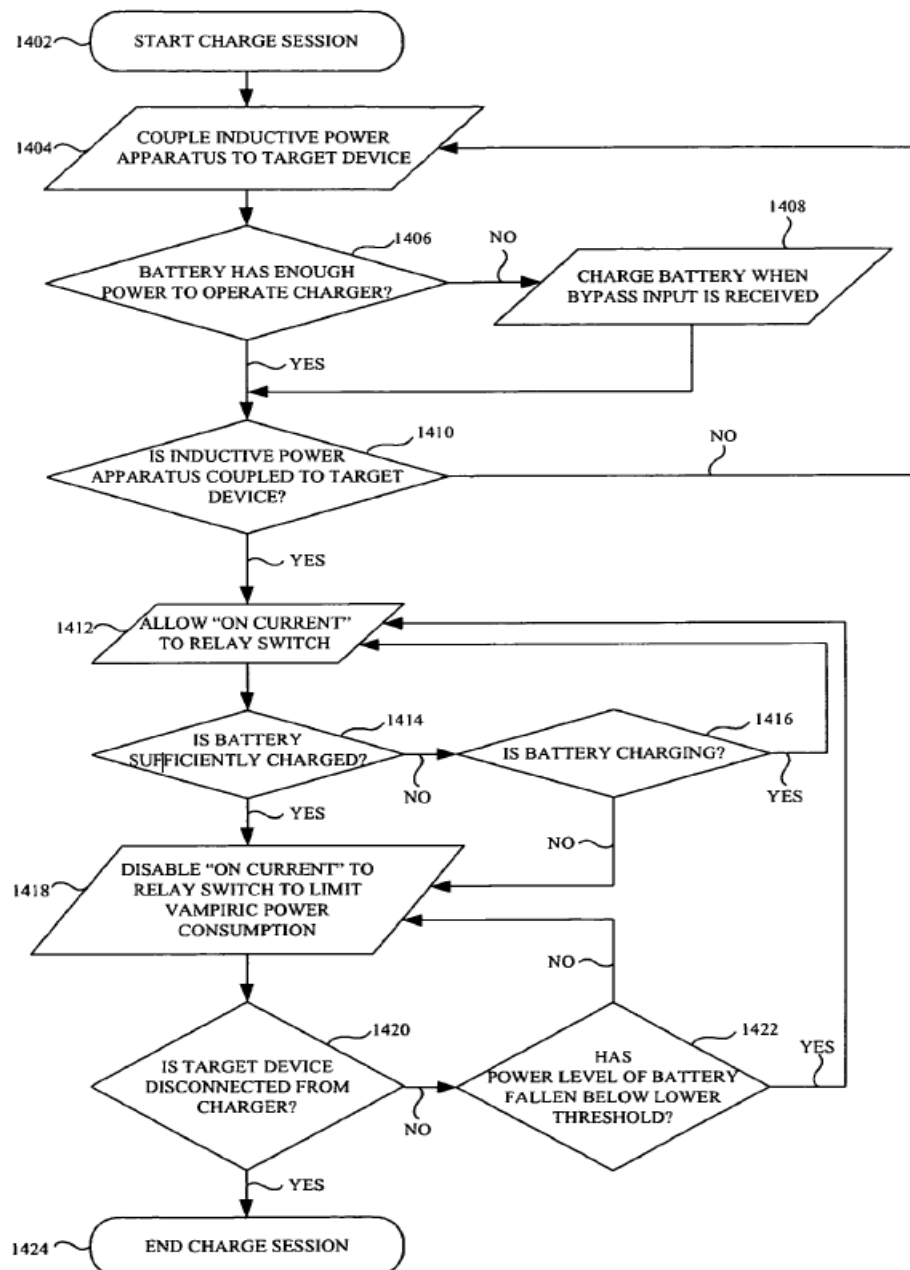 1402
START CHARGE SESSION
1404
COUPLE INDUCTIVE POWER
APPARATUS TO TARGET DEVICE
1406
BATTERY HAS ENOUGH
POWER TO OPERATE CHARGER?
NO
1408
CHARGE BATTERY WHEN
BYPASS INPUT IS RECEIVED
YES
1410
IS INDUCTIVE POWER
APPARATUS COUPLED TO TARGET
DEVICE?
NO
YES
1412
ALLOW “ON CURRENT”
TO RELAY SWITCH
1414
IS BATTERY
SUFFICIENTLY CHARGED?
NO
1416
IS BATTERY CHARGING?
YES
YES
NO
1418
DISABLE “ON CURRENT” TO
RELAY SWITCH TO LIMIT
VAMPIRIC POWER
CONSUMPTION
NO
1420
IS TARGET DEVICE
DISCONNECTED FROM
CHARGER?
NO
1422
HAS
POWER LEVEL OF BATTERY
FALLEN BELOW LOWER
THRESHOLD?
YES
YES
1424
END CHARGE SESSION